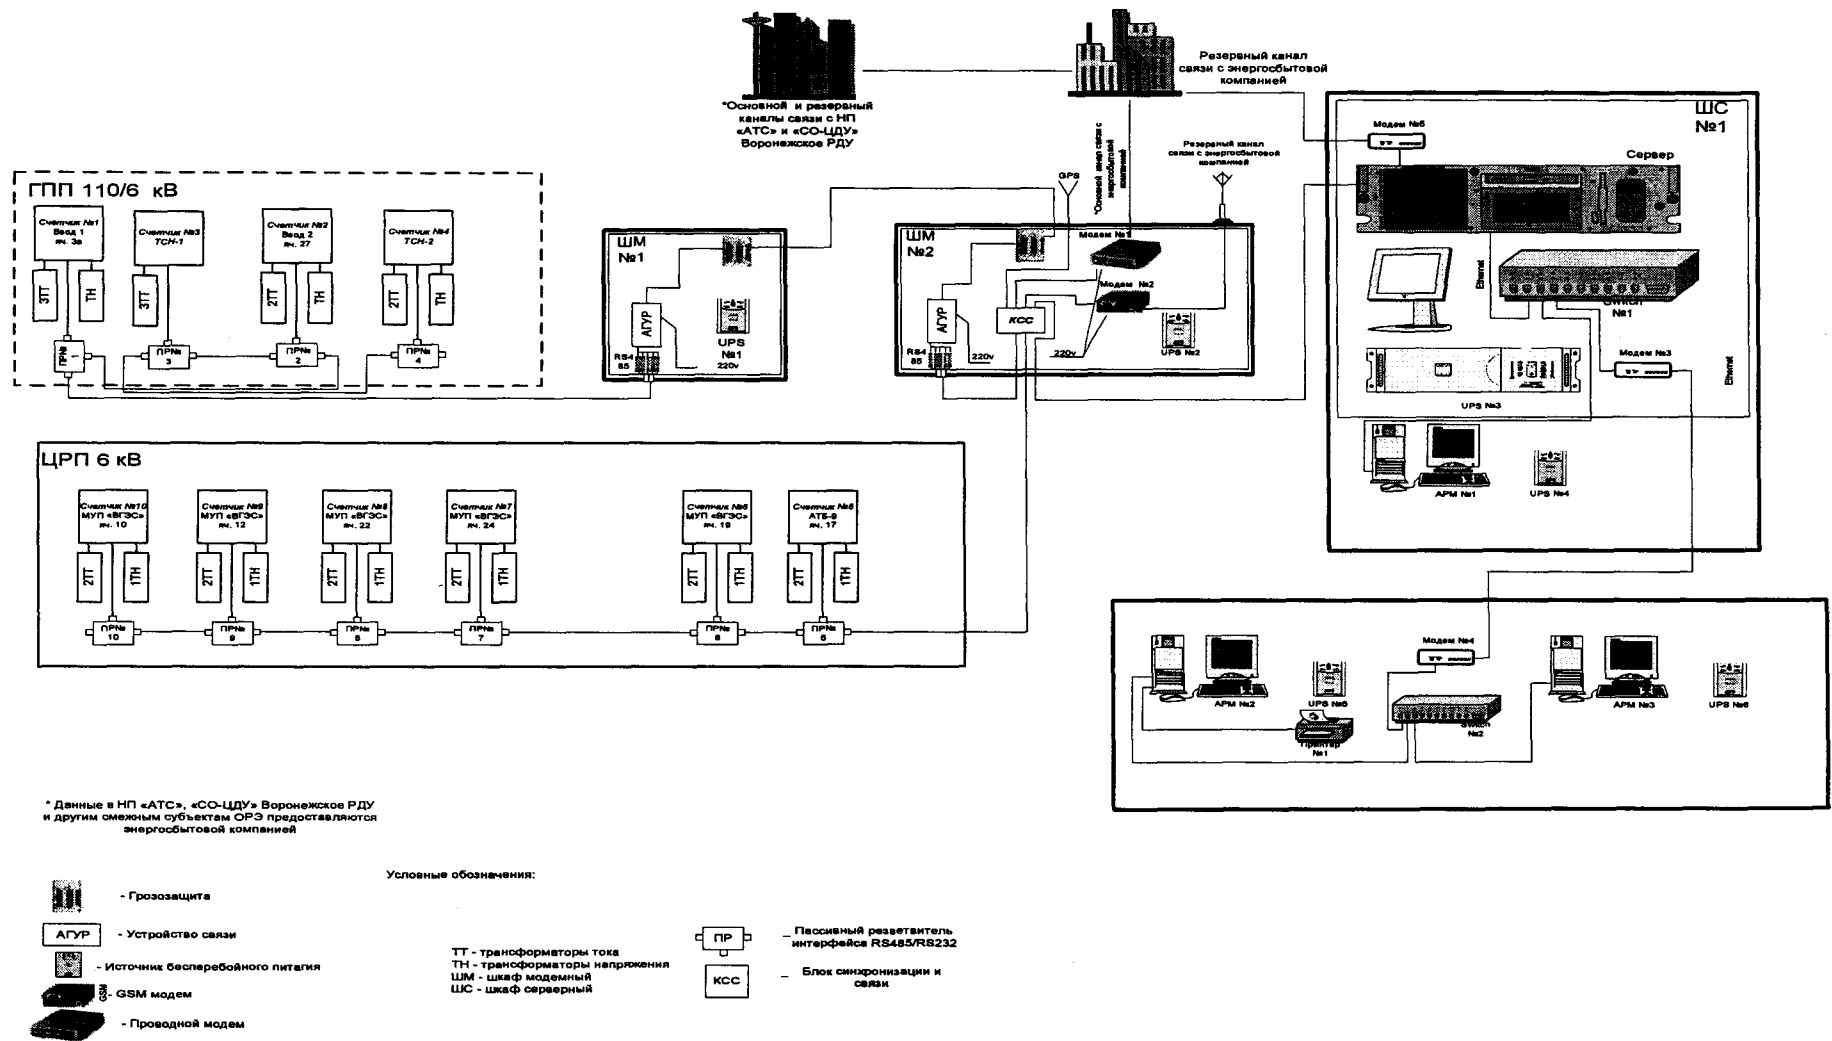 *Основной и резервный
каналы связи с НП
«АТС» и «СО-ЦДУ»
Воронежское РДУ
Резервный канал
связи с энергосбытовой
компанией
*Основной канал связи с
энергосбытовой
компанией
Резервный канал
связи с энергосбытовой
компанией
GPS
ГПП 110/6 кВ
Счетчик №1
Ввод 1
яч. 3а
3ТТ
ТН
ПР№
1
Счетчик №3
ТСН-1
3ТТ
ПР№
3
Счетчик №2
Ввод 2
яч. 27
2ТТ
ТН
ПР№
2
Счетчик №4
ТСН-2
2ТТ
ТН
ПР№
4
ШМ
№1
АГУР
RS4
85
220v
UPS
№1
ШМ
№2
Модем №1
Модем №2
АГУР
КСС
RS4
85
220v
220v
UPS №2
ШС
№1
Модем №5
Сервер
Ethernet
Switch
№1
Модем №3
Ethernet
UPS №3
АРМ №1
UPS №4
ЦРП 6 кВ
Счетчик №10
МУП «ВГЭС»
яч. 10
2ТТ
1ТН
ПР№
10
Счетчик №9
МУП «ВГЭС»
яч. 12
2ТТ
1ТН
ПР№
9
Счетчик №8
МУП «ВГЭС»
яч. 22
2ТТ
1ТН
ПР№
8
Счетчик №7
МУП «ВГЭС»
яч. 24
2ТТ
1ТН
ПР№
7
Счетчик №6
МУП «ВГЭС»
яч. 19
2ТТ
1ТН
ПР№
6
Счетчик №5
АТБ-9
яч. 17
2ТТ
1ТН
ПР№
5
Модем №4
АРМ №2
UPS №5
Принтер
№1
Switch
№2
АРМ №3
UPS №6
* Данные в НП «АТС», «СО-ЦДУ» Воронежское РДУ
и другим смежным субъектам ОРЭ предоставляются
энергосбытовой компанией
Условные обозначения:
- Грозозащита
АГУР - Устройство связи
- Источник бесперебойного питагия
GSM - GSM модем
- Проводной модем
ТТ - трансформаторы тока
ТН - трансформаторы напряжения
ШМ - шкаф модемный
ШС - шкаф серверный
ПР – Пассивный резветвитель
интерфейса RS485/RS232
КСС – Блок синхронизации и
связи